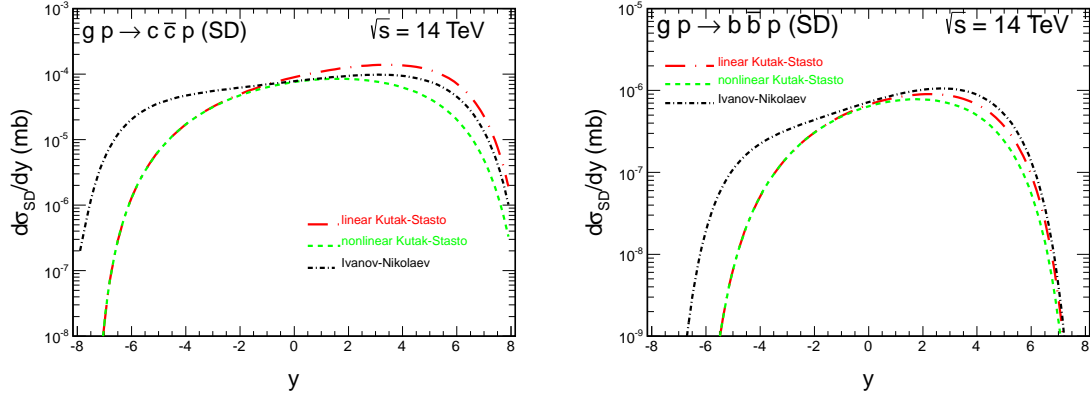 g p → c c̅ p (SD)
√s = 14 TeV
dσ_SD/dy (mb)
10⁻³
10⁻⁴
10⁻⁵
10⁻⁶
10⁻⁷
10⁻⁸
linear Kutak-Stasto
nonlinear Kutak-Stasto
Ivanov-Nikolaev
-8 -6 -4 -2 0 2 4 6 8
y
g p → b b̅ p (SD)
√s = 14 TeV
dσ_SD/dy (mb)
10⁻⁵
10⁻⁶
10⁻⁷
10⁻⁸
10⁻⁹
linear Kutak-Stasto
nonlinear Kutak-Stasto
Ivanov-Nikolaev
-8 -6 -4 -2 0 2 4 6 8
y